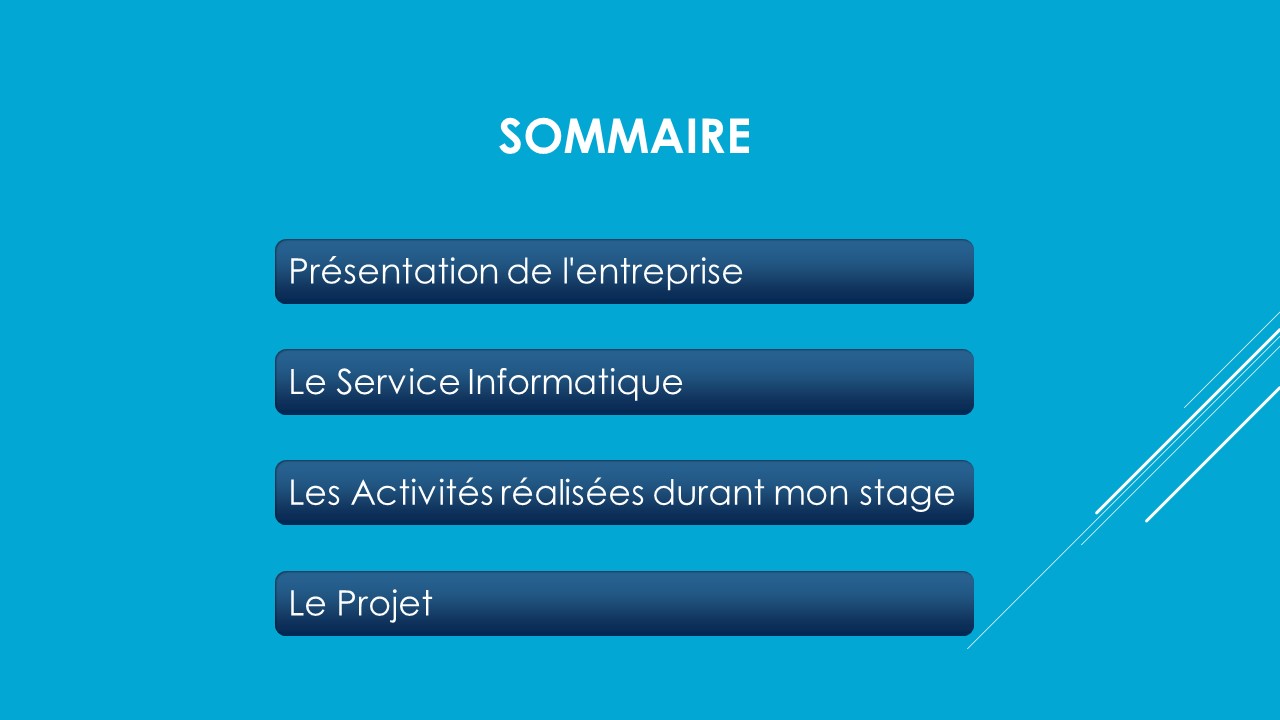 SOMMAIRE
Présentation de l'entreprise
Le Service Informatique
Les Activités réalisées durant mon stage
Le Projet